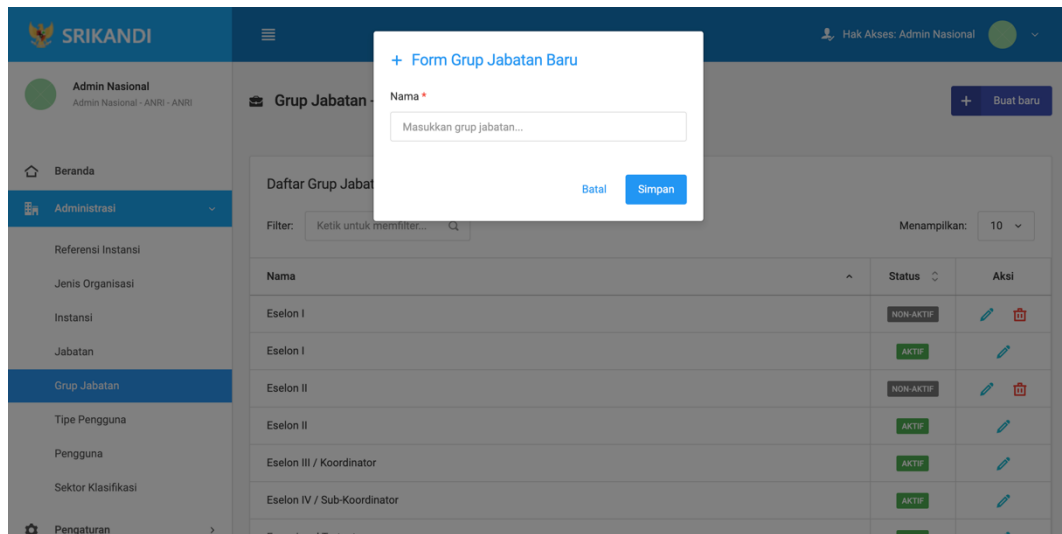 SRIKANDI
Hak Akses: Admin Nasional
Admin Nasional
Admin Nasional - ANRI - ANRI
Beranda
Administrasi
Referensi Instansi
Jenis Organisasi
Instansi
Jabatan
Grup Jabatan
Tipe Pengguna
Pengguna
Sektor Klasifikasi
Pengaturan
Grup Jabatan -
+ Buat baru
+ Form Grup Jabatan Baru
Nama *
Masukkan grup jabatan...
Batal Simpan
Daftar Grup Jabat
Filter: Ketik untuk memfilter... Menampilkan: 10
Nama Status Aksi
Eselon I NON-AKTIF
Eselon I AKTIF
Eselon II NON-AKTIF
Eselon II AKTIF
Eselon III / Koordinator AKTIF
Eselon IV / Sub-Koordinator AKTIF